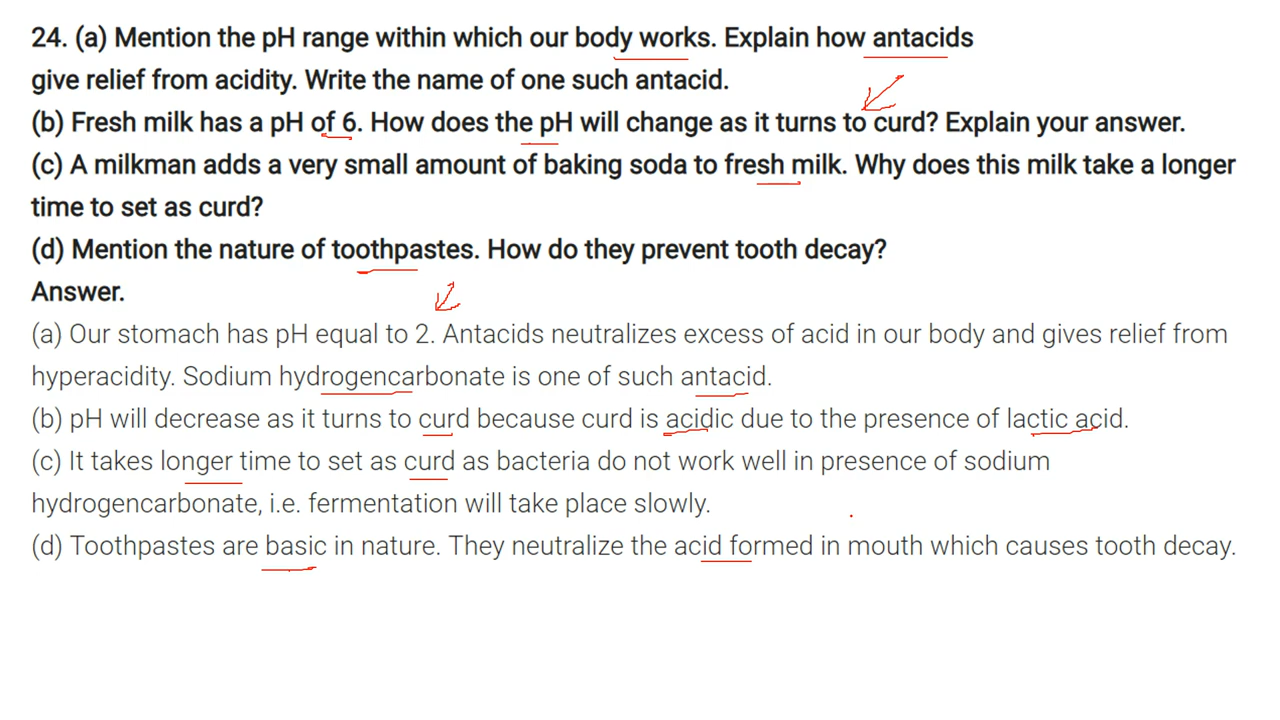 24. (a) Mention the pH range within which our body works. Explain how antacids
give relief from acidity. Write the name of one such antacid.
(b) Fresh milk has a pH of 6. How does the pH will change as it turns to curd? Explain your answer.
(c) A milkman adds a very small amount of baking soda to fresh milk. Why does this milk take a longer
time to set as curd?
(d) Mention the nature of toothpastes. How do they prevent tooth decay?
Answer.
(a) Our stomach has pH equal to 2. Antacids neutralizes excess of acid in our body and gives relief from
hyperacidity. Sodium hydrogencarbonate is one of such antacid.
(b) pH will decrease as it turns to curd because curd is acidic due to the presence of lactic acid.
(c) It takes longer time to set as curd as bacteria do not work well in presence of sodium
hydrogencarbonate, i.e. fermentation will take place slowly.
(d) Toothpastes are basic in nature. They neutralize the acid formed in mouth which causes tooth decay.